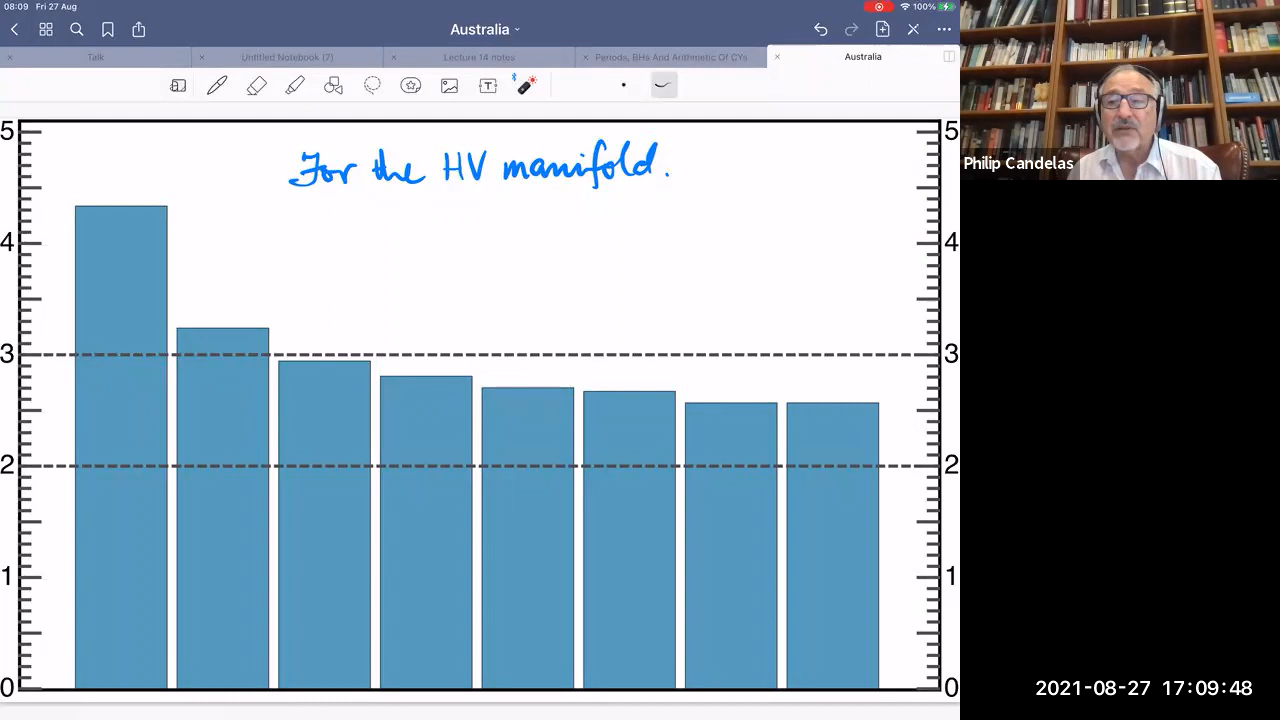 08:09 Fri 27 Aug
100%
Australia
Talk
Untitled Notebook (7)
Lecture 14 notes
Periods, BHs And Arithmetic Of CYs
Australia
For the HV manifold.
5
4
3
2
1
0
5
4
3
2
1
0
Philip Candelas
2021-08-27 17:09:48